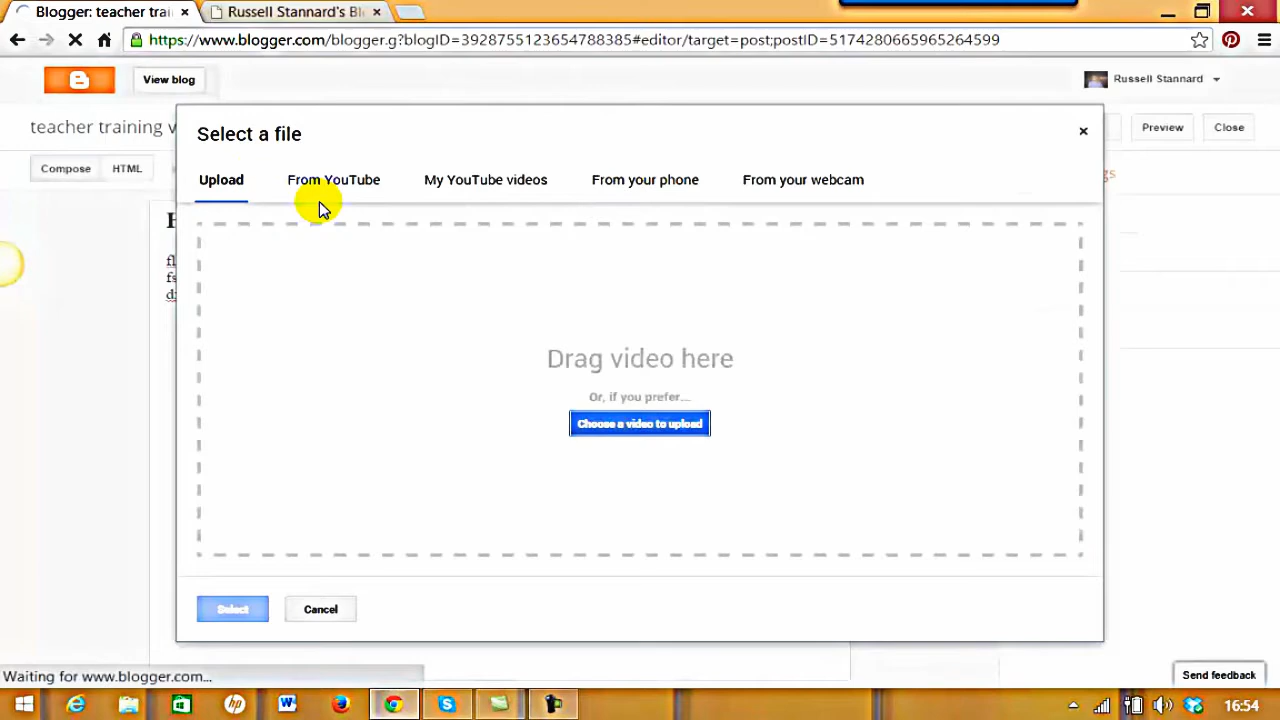 Blogger: teacher trai
Russell Stannard's Bl
https://www.blogger.com/blogger.g?blogID=3928755123654788385#editor/target=post;postID=5174280665965264599
View blog
Russell Stannard
teacher training v
Preview
Close
Compose
HTML
Select a file
Upload
From YouTube
My YouTube videos
From your phone
From your webcam
Drag video here
Or, if you prefer...
Choose a video to upload
Select
Cancel
Waiting for www.blogger.com...
Send feedback
16:54